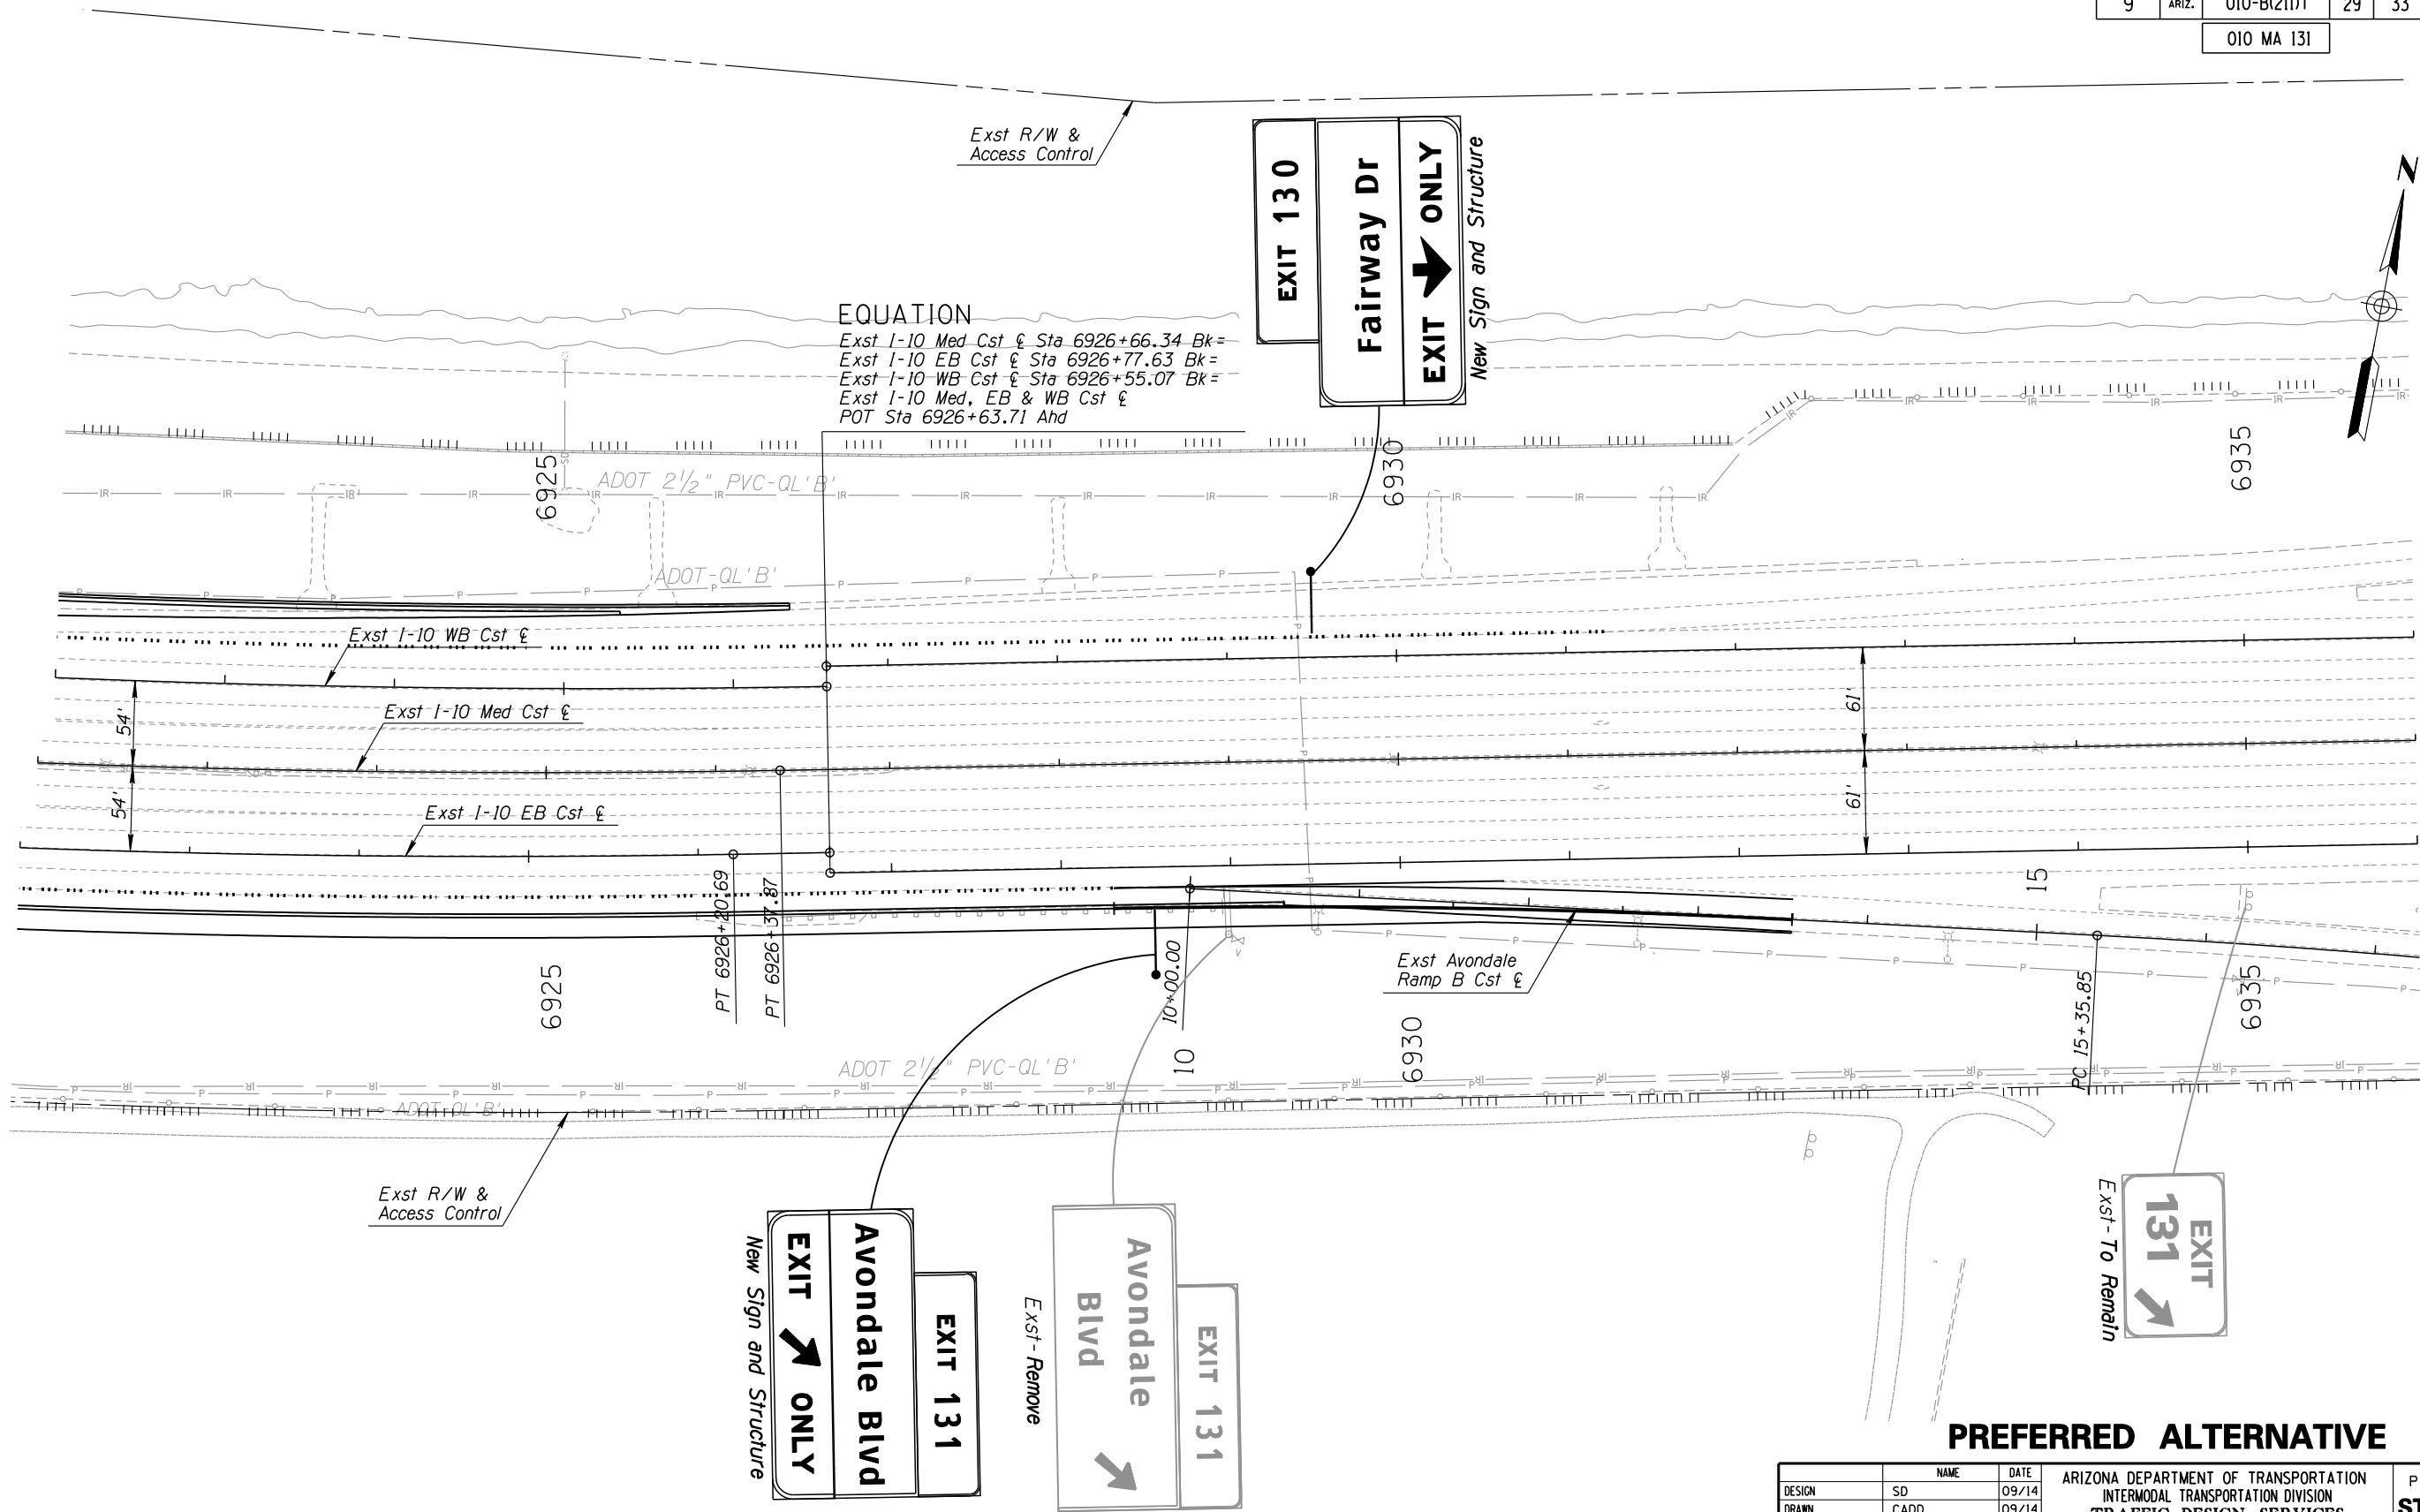 9 ARIZ. 010-B(211)T 29 33
010 MA 131
Exst R/W &
Access Control
EXIT 130
Fairway Dr
EXIT ONLY
New Sign and Structure
N
EQUATION
Exst I-10 Med Cst ℄ Sta 6926+66.34 Bk=
Exst I-10 EB Cst ℄ Sta 6926+77.63 Bk=
Exst I-10 WB Cst ℄ Sta 6926+55.07 Bk=
Exst I-10 Med, EB & WB Cst ℄
POT Sta 6926+63.71 Ahd
6925
6930
6935
ADOT 2½" PVC-QL'B'
ADOT-QL'B'
Exst I-10 WB Cst ℄
54'
Exst I-10 Med Cst ℄
54'
Exst I-10 EB Cst ℄
61'
61'
PT 6926+20.69
PT 6926+37.87
10+00.00
10
15
PC 15+35.85
Exst Avondale
Ramp B Cst ℄
6925
6930
6935
ADOT 2½" PVC-QL'B'
ADOT-QL'B'
Exst R/W &
Access Control
EXIT 131
Avondale Blvd
EXIT ONLY
New Sign and Structure
EXIT 131
Avondale
Blvd
Exst-Remove
EXIT
131
Exst-To Remain
PREFERRED ALTERNATIVE
NAME DATE
DESIGN SD 09/14
DRAWN CADD 09/14
ARIZONA DEPARTMENT OF TRANSPORTATION
INTERMODAL TRANSPORTATION DIVISION
TRAFFIC DESIGN SERVICES